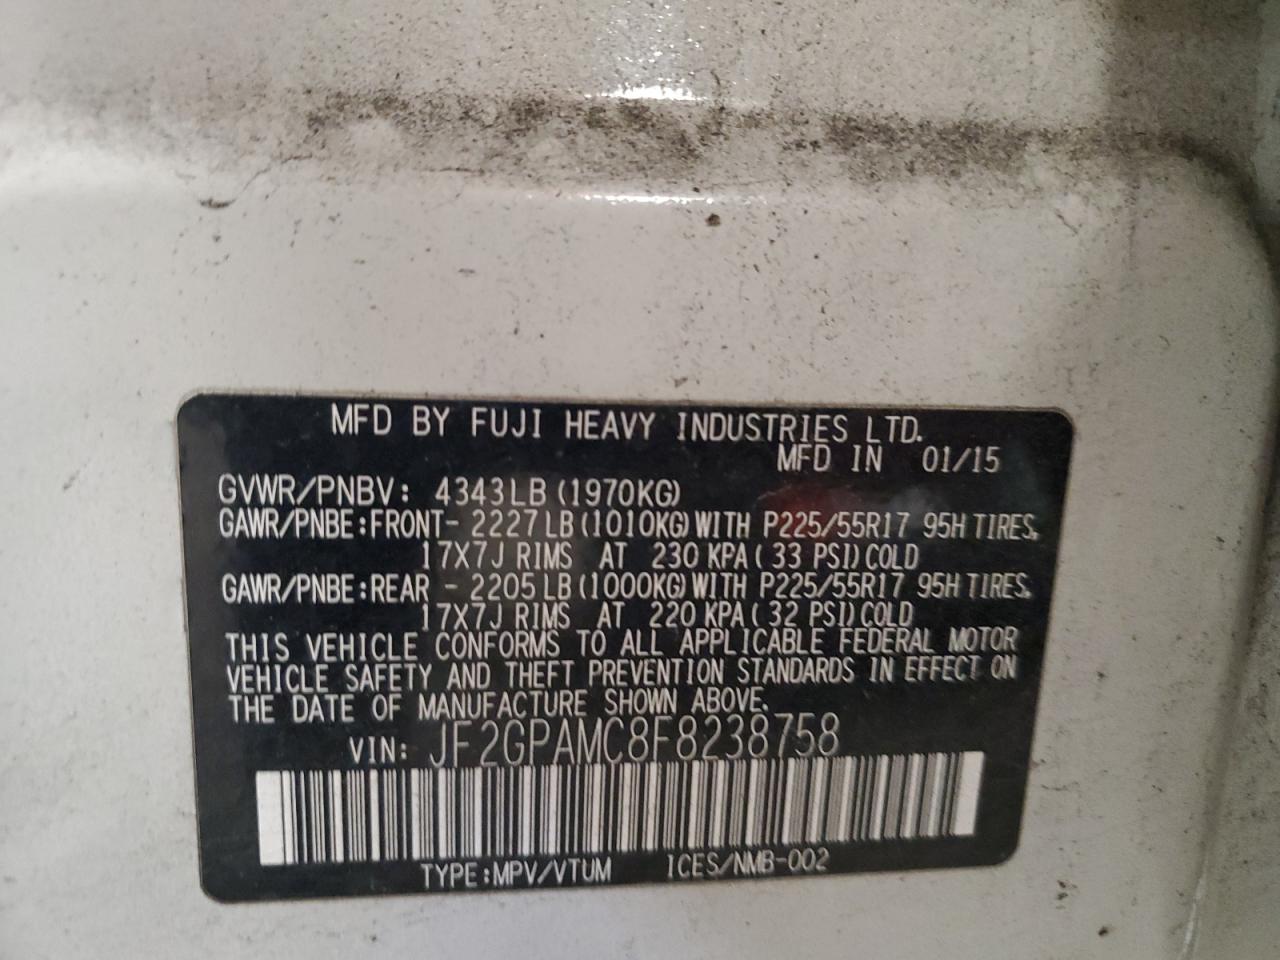 MFD BY FUJI HEAVY INDUSTRIES LTD.
MFD IN 01/15
GVWR/PNBV: 4343LB (1970KG)
GAWR/PNBE:FRONT- 2227LB (1010KG) WITH P225/55R17 95H TIRES,
17X7J RIMS AT 230 KPA ( 33 PSI) COLD
GAWR/PNBE:REAR - 2205LB (1000KG) WITH P225/55R17 95H TIRES,
17X7J RIMS AT 220 KPA ( 32 PSI) COLD
THIS VEHICLE CONFORMS TO ALL APPLICABLE FEDERAL MOTOR
VEHICLE SAFETY AND THEFT PREVENTION STANDARDS IN EFFECT ON
THE DATE OF MANUFACTURE SHOWN ABOVE.
VIN: JF2GPAMC8F8238758
TYPE:MPV/VTUM ICES/NMB-002